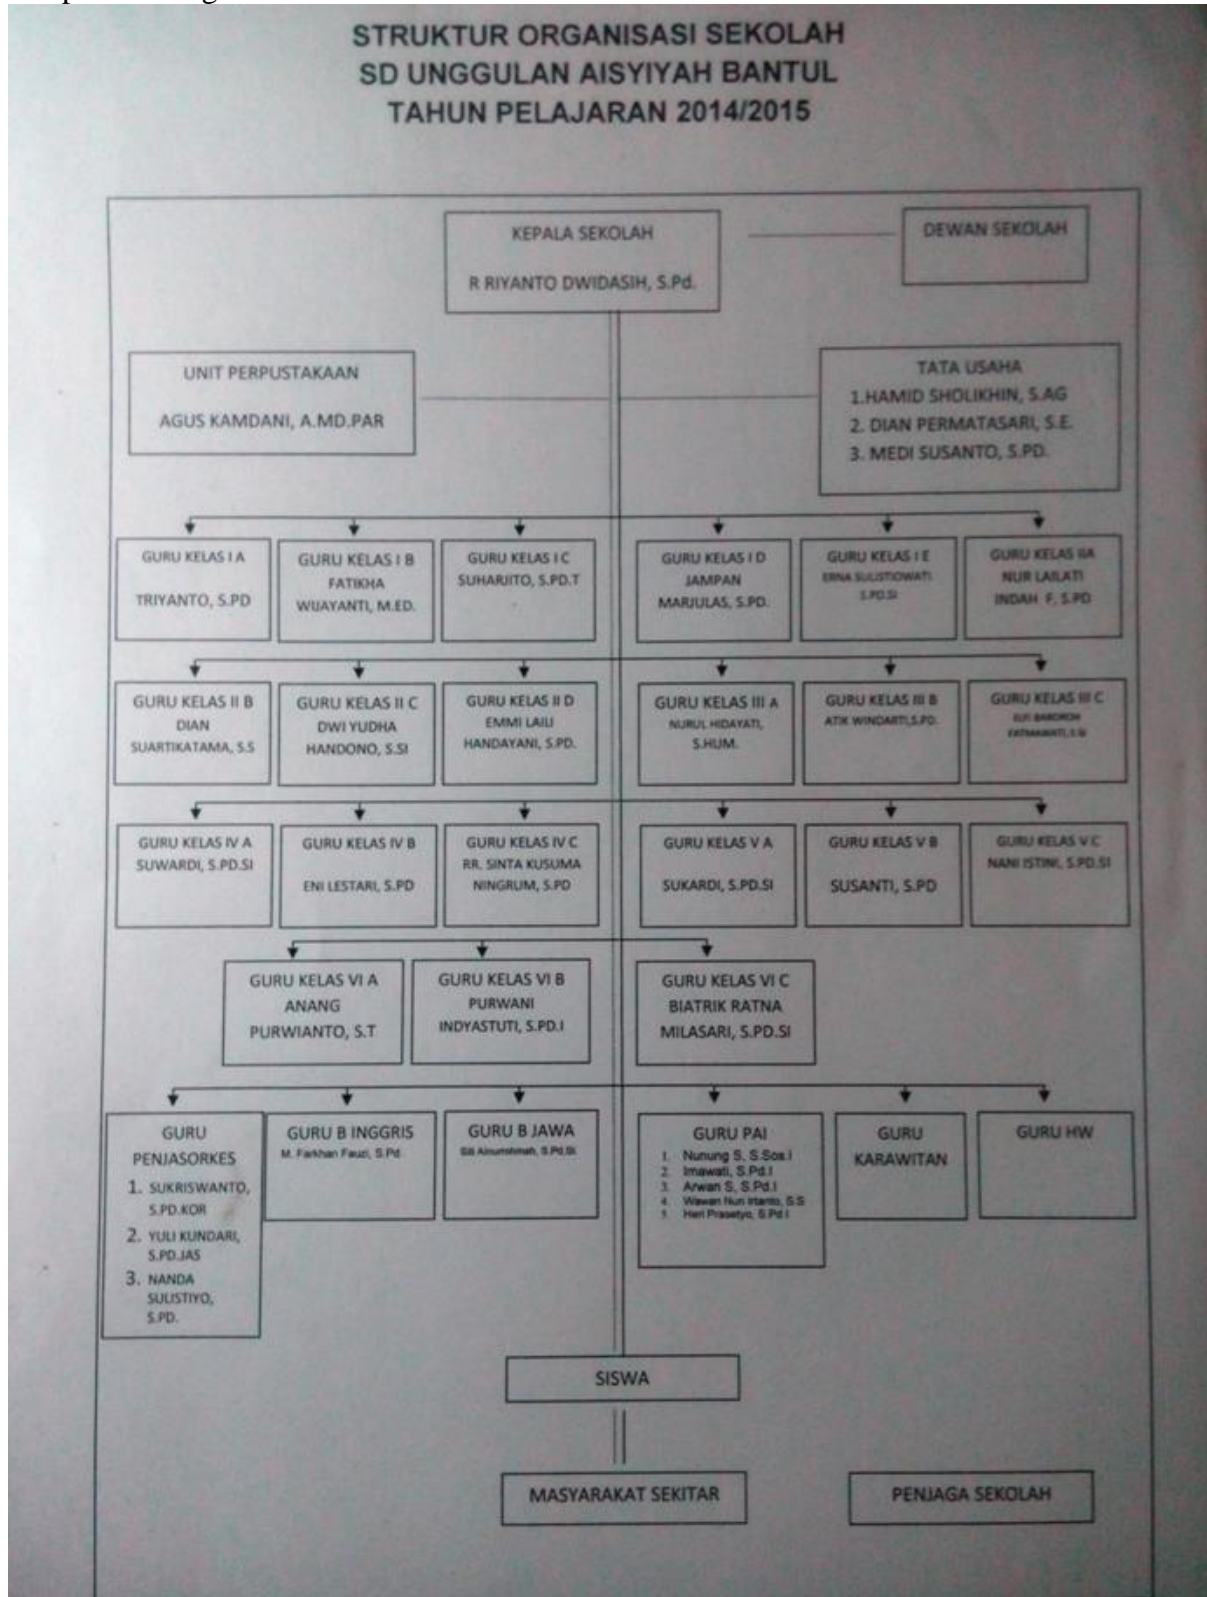 STRUKTUR ORGANISASI SEKOLAH
SD UNGGULAN AISYIYAH BANTUL
TAHUN PELAJARAN 2014/2015
KEPALA SEKOLAH
R RIYANTO DWIDASIH, S.Pd.
DEWAN SEKOLAH
UNIT PERPUSTAKAAN
AGUS KAMDANI, A.MD.PAR
TATA USAHA
1.HAMID SHOLIKHIN, S.AG
2. DIAN PERMATASARI, S.E.
3. MEDI SUSANTO, S.PD.
GURU KELAS I A
TRIYANTO, S.PD
GURU KELAS I B
FATIKHA
WIJAYANTI, M.ED.
GURU KELAS I C
SUHARJITO, S.PD.T
GURU KELAS I D
JAMPAN
MARJULAS, S.PD.
GURU KELAS I E
ERNA SULISTIOWATI
S.PD.SI
GURU KELAS IIA
NUR LAILATI
INDAH F, S.PD
GURU KELAS II B
DIAN
SUARTIKATAMA, S.S
GURU KELAS II C
DWI YUDHA
HANDONO, S.SI
GURU KELAS II D
EMMI LAILI
HANDAYANI, S.PD.
GURU KELAS III A
NURUL HIDAYATI,
S.HUM.
GURU KELAS III B
ATIK WINDARTI,S.PD.
GURU KELAS III C
GURU KELAS IV A
SUWARDI, S.PD.SI
GURU KELAS IV B
ENI LESTARI, S.PD
GURU KELAS IV C
RR. SINTA KUSUMA
NINGRUM, S.PD
GURU KELAS V A
SUKARDI, S.PD.SI
GURU KELAS V B
SUSANTI, S.PD
GURU KELAS V C
NANI ISTINI, S.PD.SI
GURU KELAS VI A
ANANG
PURWIANTO, S.T
GURU KELAS VI B
PURWANI
INDYASTUTI, S.PD.I
GURU KELAS VI C
BIATRIK RATNA
MILASARI, S.PD.SI
GURU
PENJASORKES
1. SUKRISWANTO,
S.PD.KOR
2. YULI KUNDARI,
S.PD.JAS
3. NANDA
SULISTIYO,
S.PD.
GURU B INGGRIS
M. Farkhan Fauzi, S.Pd.
GURU B JAWA
Siti S.Pd.Si
GURU PAI
1. Nunung S, S.Sos.I
2. Imawati, S.Pd.I
3. Arwan S, S.Pd.I
4. Wawan Nuri S.S
5. Heri Prasetyo, S.Pd.I
GURU
KARAWITAN
GURU HW
SISWA
MASYARAKAT SEKITAR
PENJAGA SEKOLAH